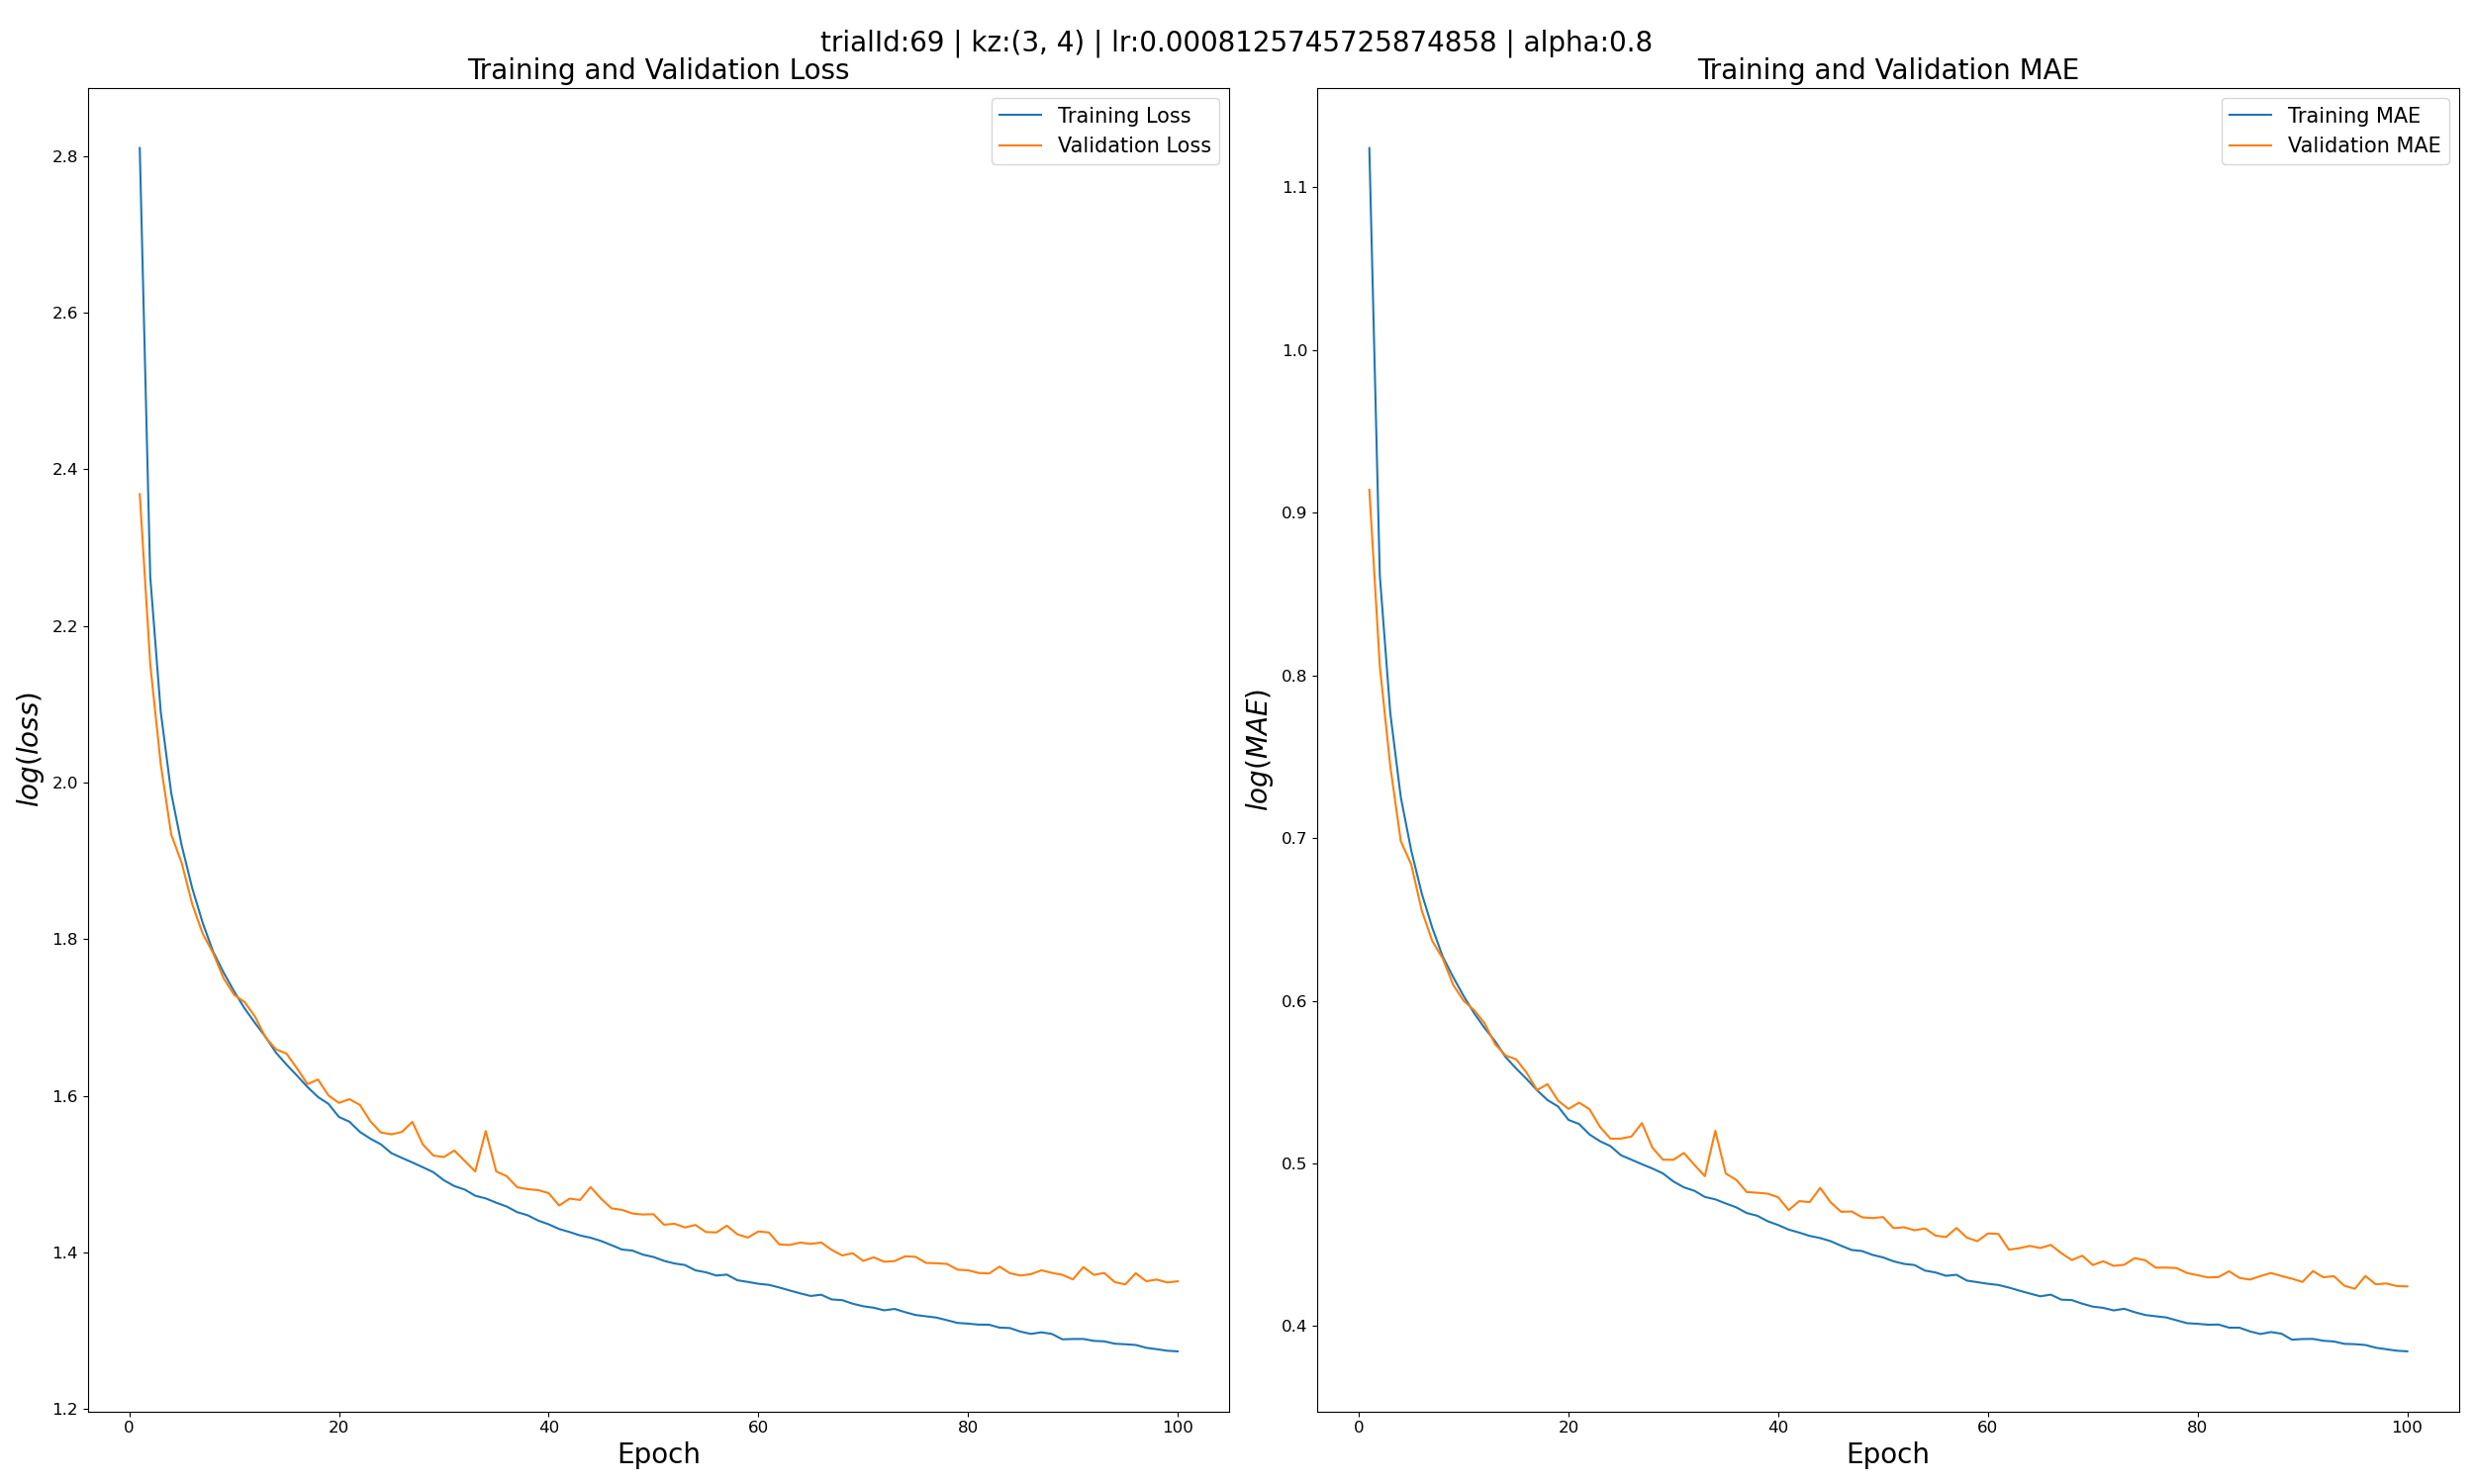 trialId:69 | kz:(3, 4) | lr:0.0008125745725874858 | alpha:0.8
Training and Validation Loss
Training Loss
Validation Loss
2.8
2.6
2.4
2.2
2.0
1.8
1.6
1.4
1.2
log(loss)
0 20 40 60 80 100
Epoch
Training and Validation MAE
Training MAE
Validation MAE
1.1
1.0
0.9
0.8
0.7
0.6
0.5
0.4
log(MAE)
0 20 40 60 80 100
Epoch